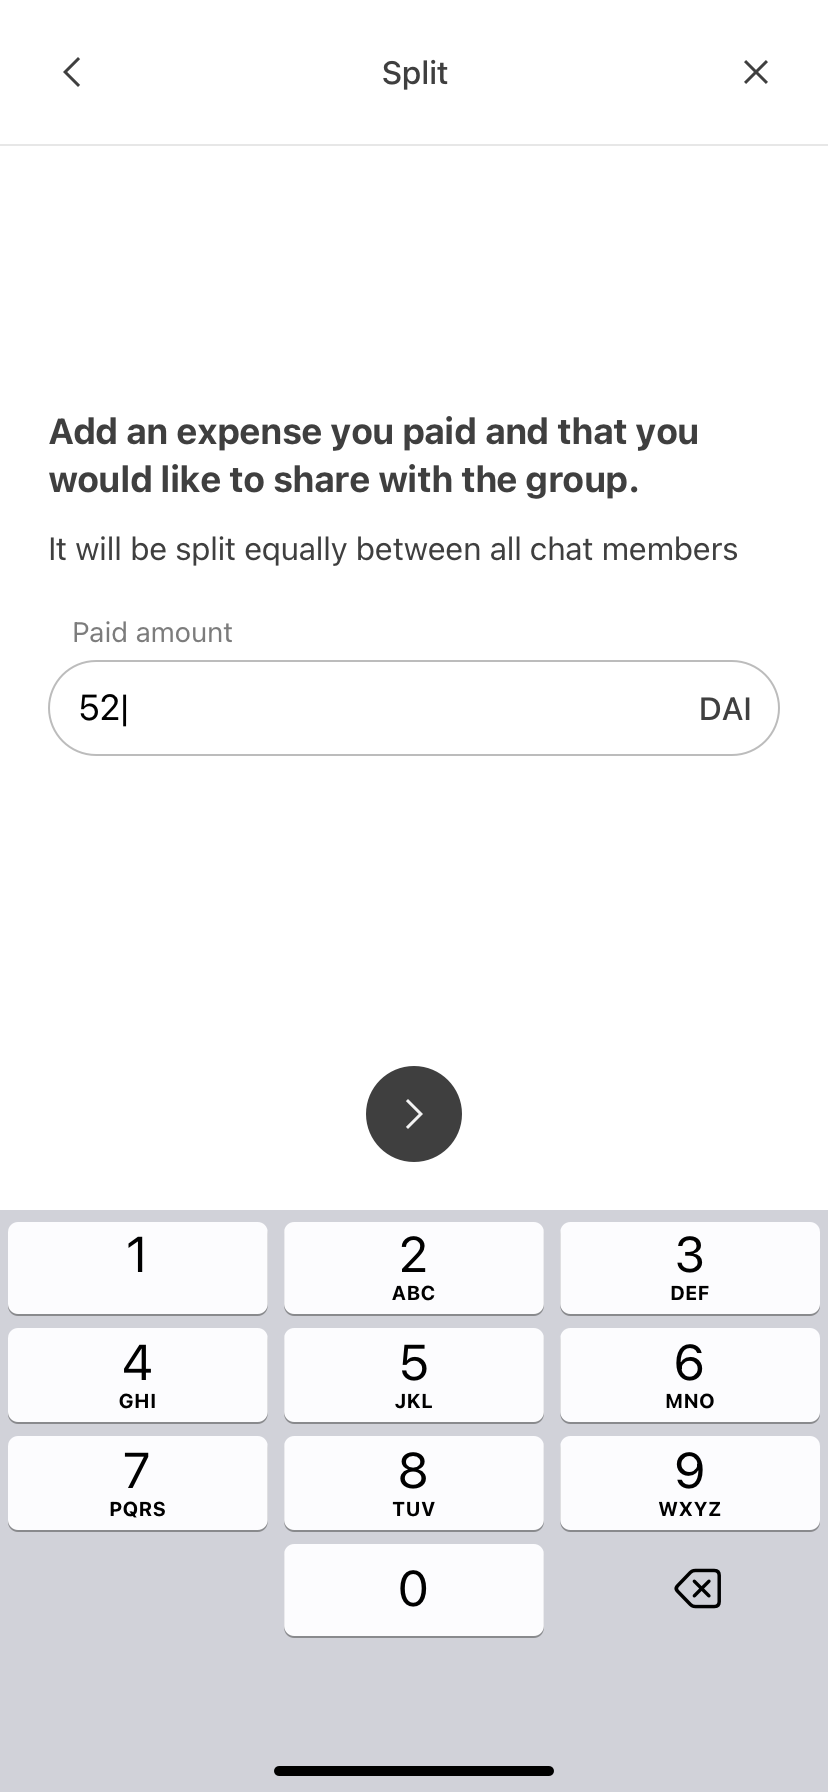 Split
Add an expense you paid and that you
would like to share with the group.
It will be split equally between all chat members
Paid amount
52 DAI
1 2 3
ABC DEF
4 5 6
GHI JKL MNO
7 8 9
PQRS TUV WXYZ
0